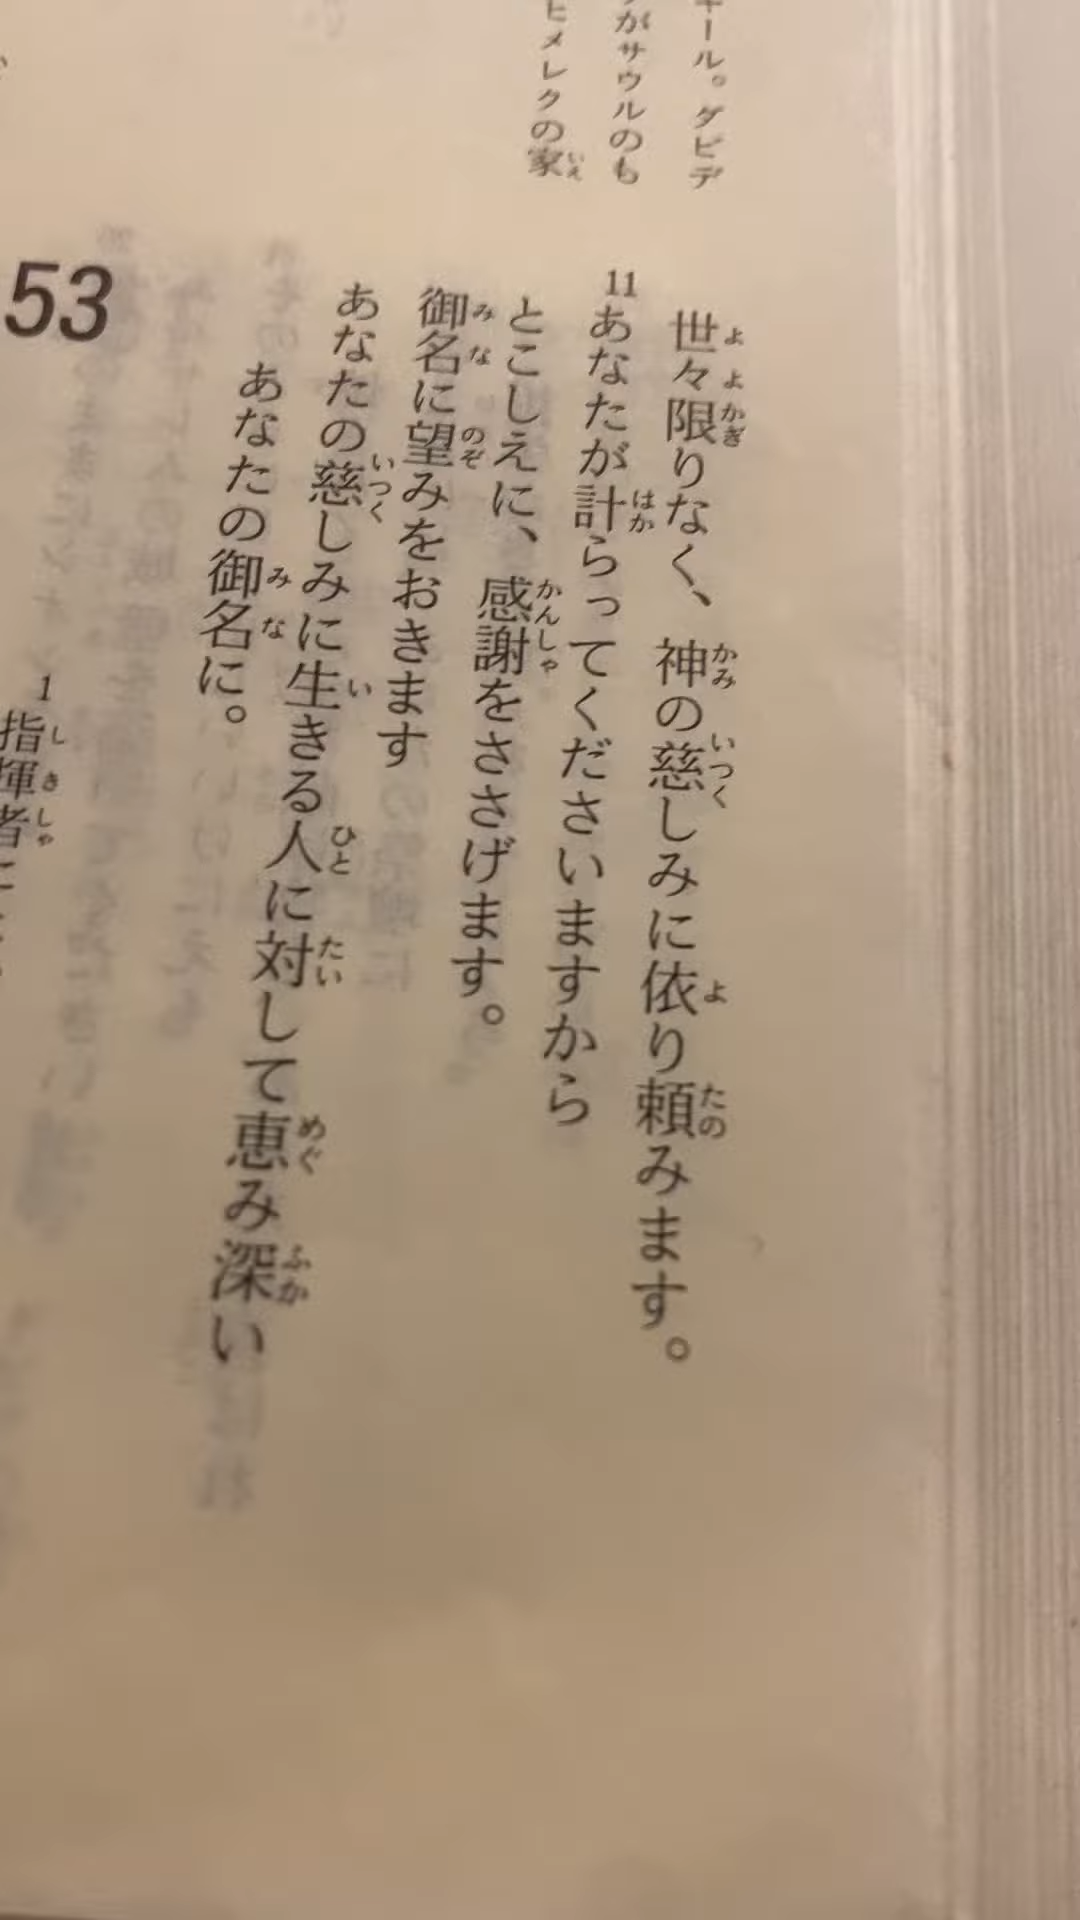 ール。ダビデ
がサウルのも
ヒメレクの家
世々限りなく、神の慈しみに依り頼みます。
11 あなたが計らってくださいますから
とこしえに、感謝をささげます。
御名に望みをおきます
あなたの慈しみに生きる人に対して恵み深い
あなたの御名に。
53
1 指揮者に